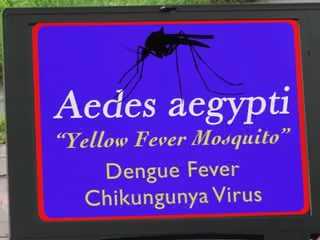 Aedes aegypti
“Yellow Fever Mosquito”
Dengue Fever
Chikungunya Virus